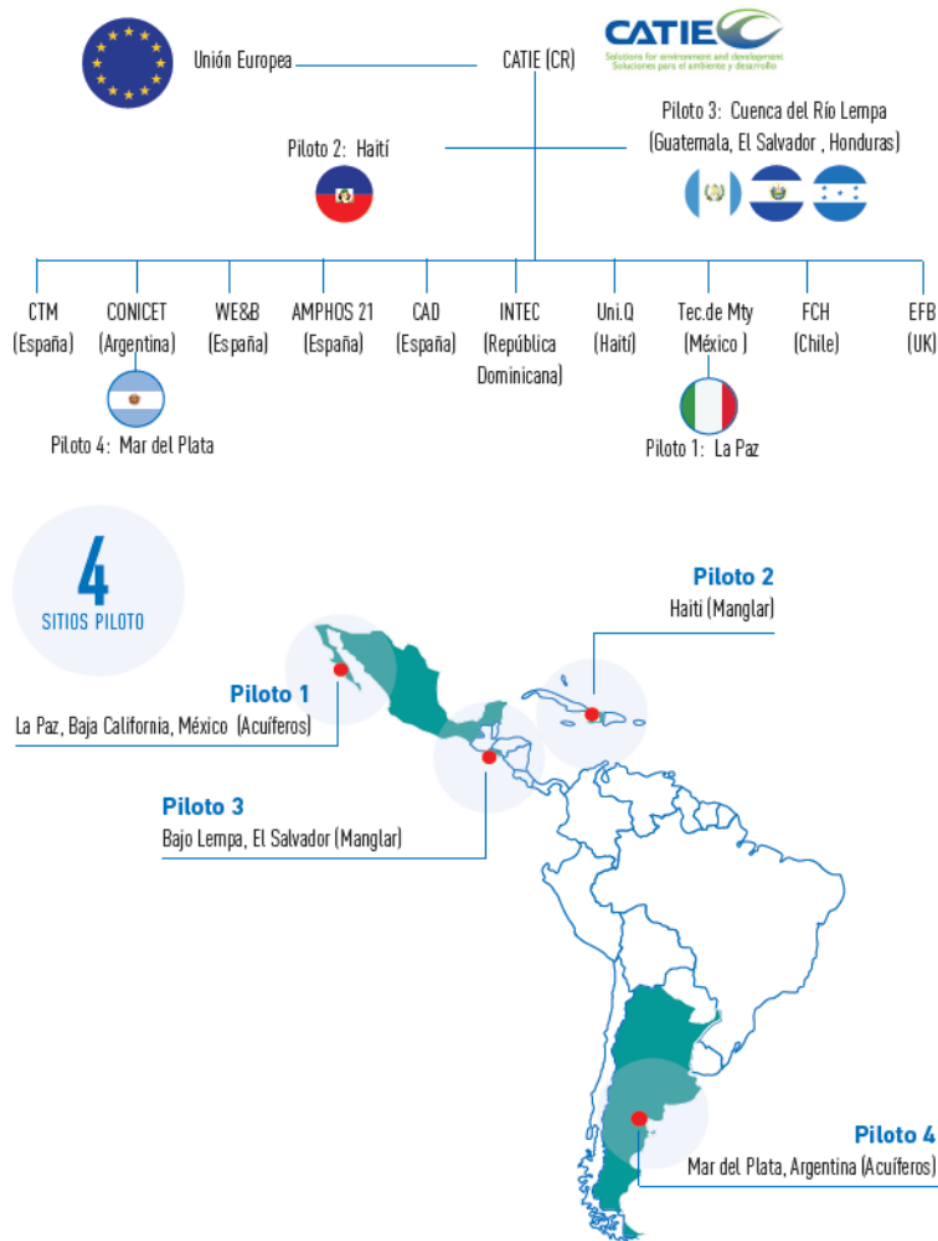 Unión Europea
CATIE (CR)
CATIE
Solutions for environment and development
Soluciones para el ambiente y desarrollo
Piloto 2: Haití
Piloto 3: Cuenca del Río Lempa
(Guatemala, El Salvador , Honduras)
CTM
(España)
CONICET
(Argentina)
WE&B
(España)
AMPHOS 21
(España)
CAD
(España)
INTEC
(República
Dominicana)
Uni.Q
(Haití)
Tec.de Mty
(México )
FCH
(Chile)
EFB
(UK)
Piloto 4: Mar del Plata
Piloto 1: La Paz
4
SITIOS PILOTO
Piloto 2
Haiti (Manglar)
Piloto 1
La Paz, Baja California, México (Acuíferos)
Piloto 3
Bajo Lempa, El Salvador (Manglar)
Piloto 4
Mar del Plata, Argentina (Acuíferos)